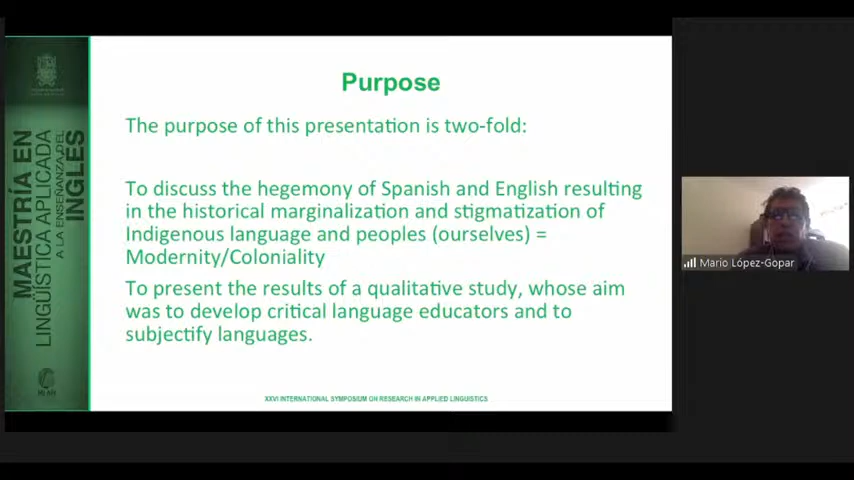 MAESTRÍA EN
LINGÜÍSTICA APLICADA
A LA ENSEÑANZA DEL
INGLÉS
Purpose
The purpose of this presentation is two-fold:
To discuss the hegemony of Spanish and English resulting
in the historical marginalization and stigmatization of
Indigenous language and peoples (ourselves) =
Modernity/Coloniality
To present the results of a qualitative study, whose aim
was to develop critical language educators and to
subjectify languages.
XXVI INTERNATIONAL SYMPOSIUM ON RESEARCH IN APPLIED LINGUISTICS
Mario López-Gopar